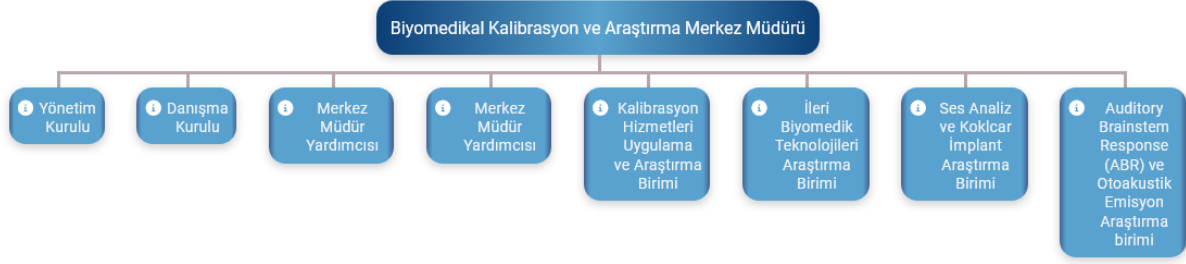 Biyomedikal Kalibrasyon ve Araştırma Merkez Müdürü
Yönetim
Kurulu
Danışma
Kurulu
Merkez
Müdür
Yardımcısı
Merkez
Müdür
Yardımcısı
Kalibrasyon
Hizmetleri
Uygulama
ve Araştırma
Birimi
İleri
Biyomedik
Teknolojileri
Araştırma
Birimi
Ses Analiz
ve Koklcar
İmplant
Araştırma
Birimi
Auditory
Brainstem
Response
(ABR) ve
Otoakustik
Emisyon
Araştırma
birimi